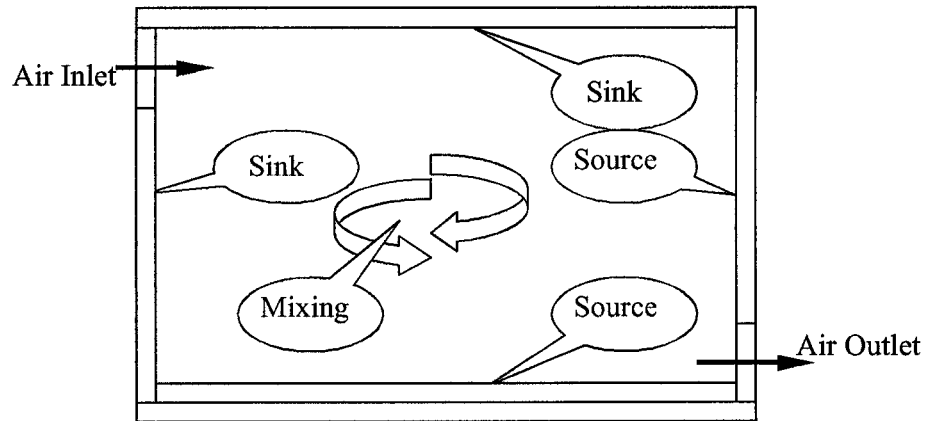 Air Inlet
Sink
Sink
Source
Mixing
Source
Air Outlet